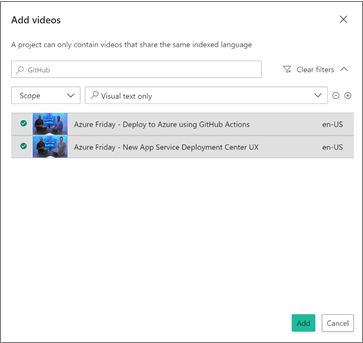 Add videos
A project can only contain videos that share the same indexed language
GitHub
Clear filters
Scope
Visual text only
Azure Friday - Deploy to Azure using GitHub Actions en-US
Azure Friday - New App Service Deployment Center UX en-US
Add Cancel